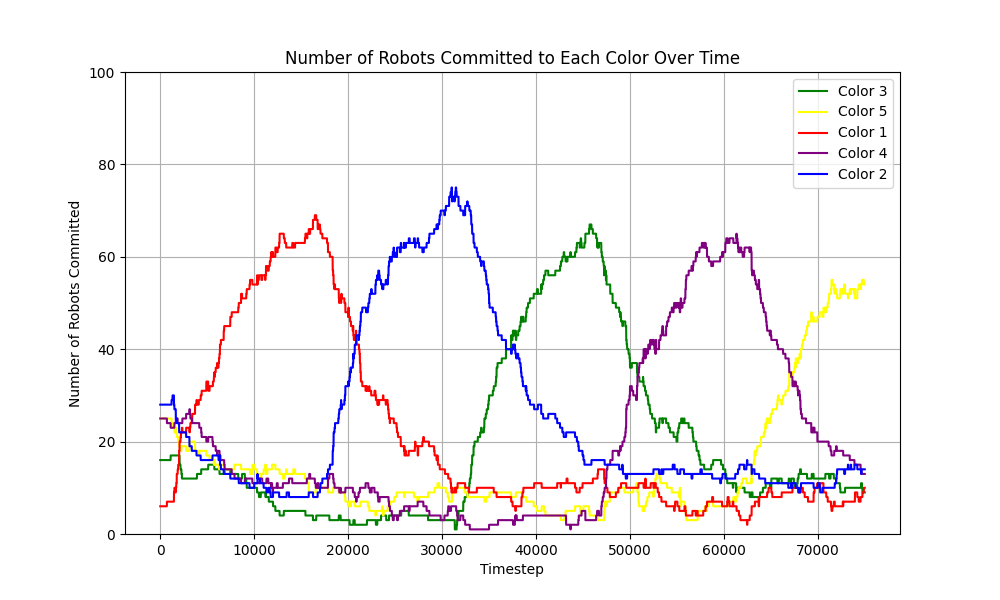 Number of Robots Committed to Each Color Over Time
Number of Robots Committed
100
80
60
40
20
0
Color 3
Color 5
Color 1
Color 4
Color 2
0 10000 20000 30000 40000 50000 60000 70000
Timestep